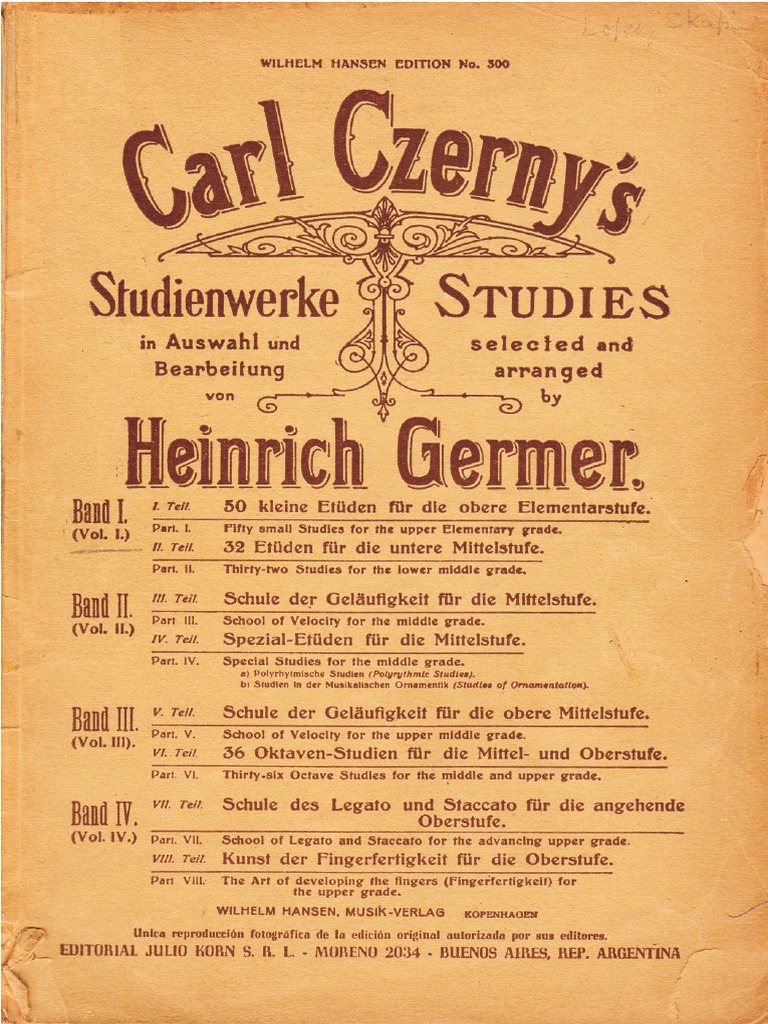 WILHELM HANSEN EDITION No. 300
Carl Czerny's
Studienwerke
in Auswahl und
Bearbeitung
von
STUDIES
selected and
arranged
by
Heinrich Germer.
Band I. I. Teil. 50 kleine Etüden für die obere Elementarstufe.
(Vol. I.) Part. I. Fifty small Studies for the upper Elementary grade.
II. Teil. 32 Etüden für die untere Mittelstufe.
Part. II. Thirty-two Studies for the lower middle grade.
Band II. III. Teil. Schule der Geläufigkeit für die Mittelstufe.
(Vol. II.) Part III. School of Velocity for the middle grade.
IV. Teil. Spezial-Etüden für die Mittelstufe.
Part. IV. Special Studies for the middle grade.
a) Polyrhytmische Studien (Polyrythmic Studies).
b) Studien in der Musikalischen Ornamentik (Studies of Ornamentation).
Band III. V. Teil. Schule der Geläufigkeit für die obere Mittelstufe.
(Vol. III). Part. V. School of Velocity for the upper middle grade.
VI. Teil. 36 Oktaven-Studien für die Mittel- und Oberstufe.
Part. VI. Thirty-six Octave Studies for the middle and upper grade.
Band IV. VII. Teil. Schule des Legato und Staccato für die angehende
Oberstufe.
(Vol. IV.) Part. VII. School of Legato and Staccato for the advancing upper grade.
VIII. Teil. Kunst der Fingerfertigkeit für die Oberstufe.
Part VIII. The Art of developing the fingers (Fingerfertigkeit) for
the upper grade.
WILHELM HANSEN, MUSIK-VERLAG KOPENHAGEN
Unica reproducción fotográfica de la edición original autorizada por sus editores.
EDITORIAL JULIO KORN S. R. L. - MORENO 2034 - BUENOS AIRES, REP. ARGENTINA